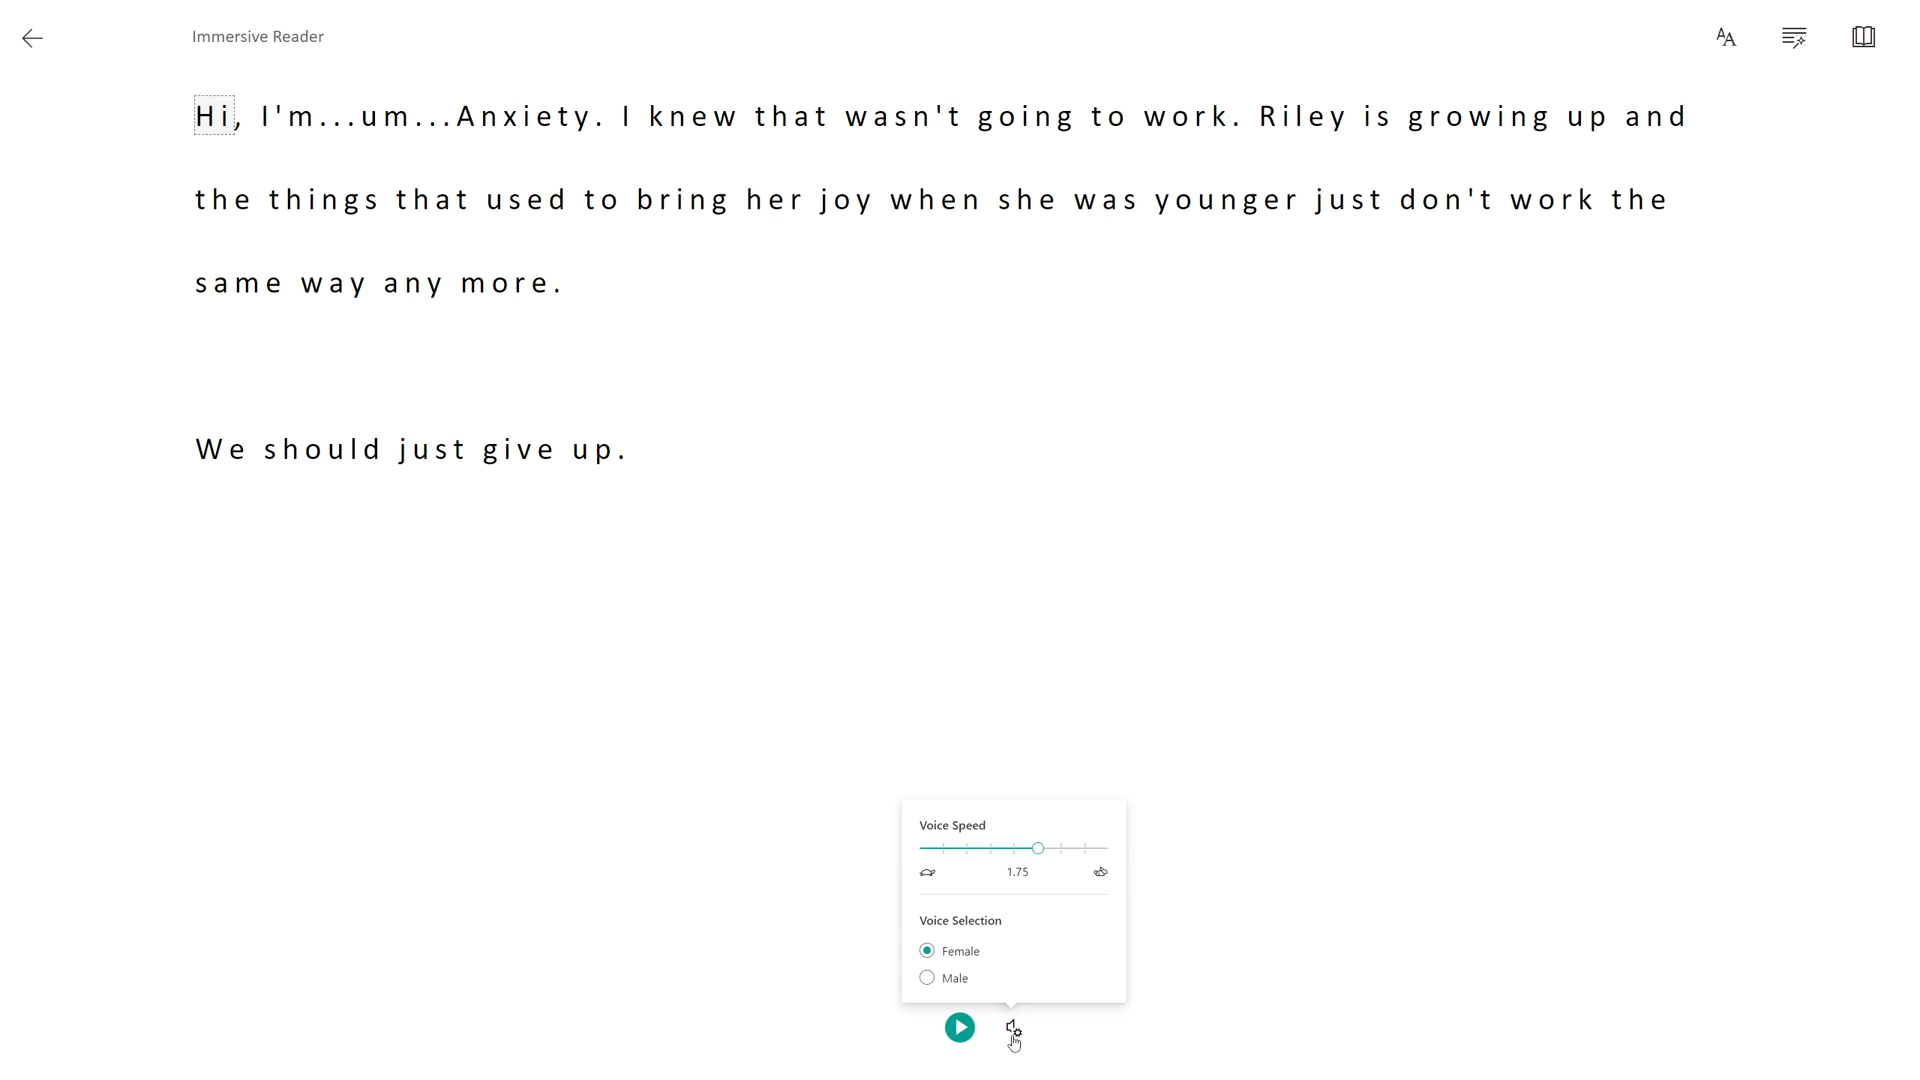 Immersive Reader
Hi, I'm...um...Anxiety. I knew that wasn't going to work. Riley is growing up and
the things that used to bring her joy when she was younger just don't work the
same way any more.
We should just give up.
Voice Speed
1.75
Voice Selection
Female
Male